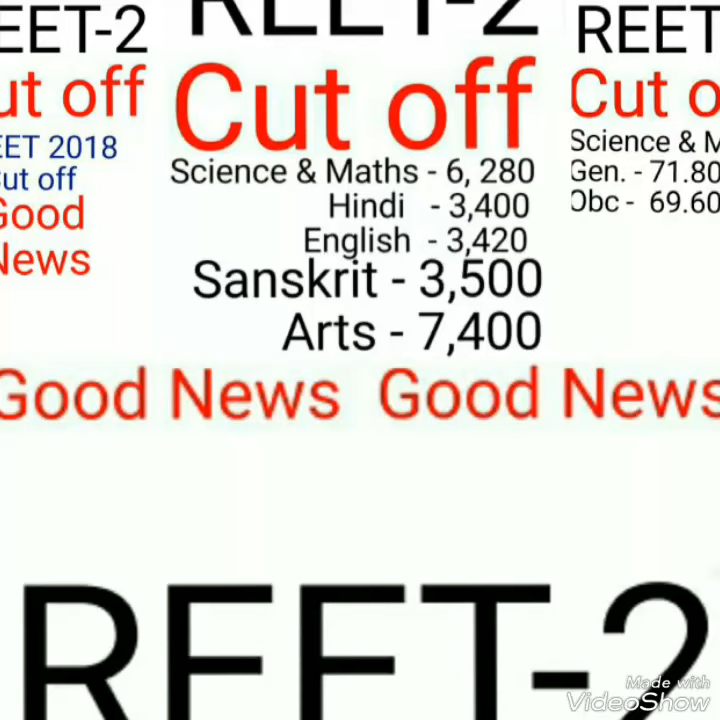 EET-2
ut off
EET 2018
ut off
Good
News
REET-2
Cut off
Science & Maths - 6, 280
Hindi - 3,400
English - 3,420
Sanskrit - 3,500
Arts - 7,400
REET
Cut o
Science & M
Gen. - 71.80
Obc - 69.60
Good News Good News
REET-2
Made with
VideoShow